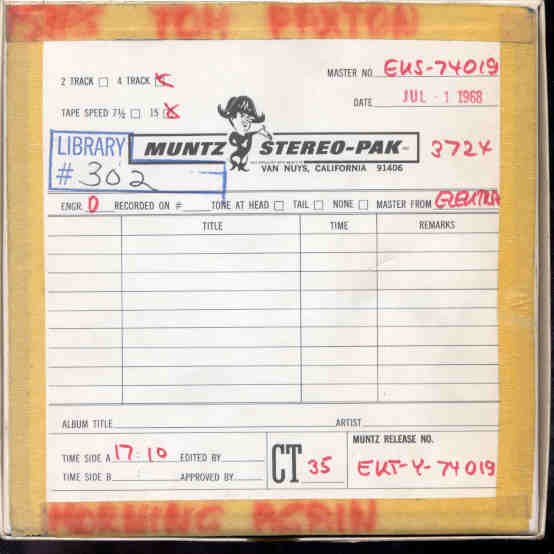 3725 TOM PAXTON
2 TRACK 4 TRACK X
MASTER NO. EKS-74019
DATE JUL - 1 1968
TAPE SPEED 7½ 15 X
LIBRARY
# 302
MUNTZ STEREO-PAK
3724
VAN NUYS, CALIFORNIA 91406
ENGR. D RECORDED ON # TONE AT HEAD TAIL NONE MASTER FROM ELEKTRA
TITLE TIME REMARKS
ALBUM TITLE ARTIST
TIME SIDE A 17:10 EDITED BY
TIME SIDE B APPROVED BY
CT 35
MUNTZ RELEASE NO.
EKT-Y-74019
MORNING AGAIN